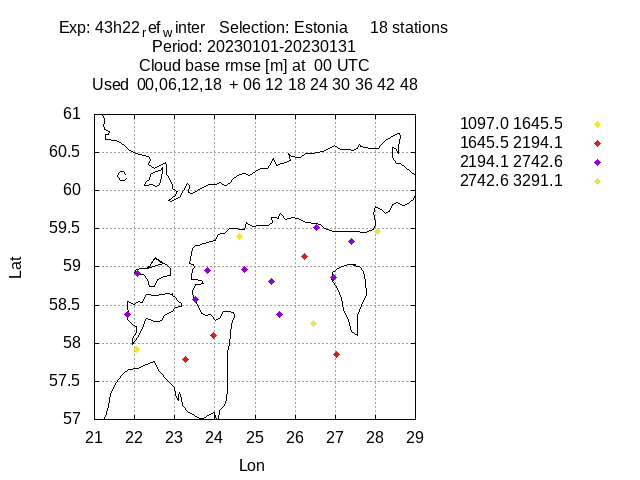 Exp: 43h22refwinter   Selection: Estonia     18 stations
Period: 20230101-20230131
Cloud base rmse [m] at  00 UTC
Used  00,06,12,18  + 06 12 18 24 30 36 42 48
1097.0 1645.5
1645.5 2194.1
2194.1 2742.6
2742.6 3291.1
61
60.5
60
59.5
59
58.5
58
57.5
57
21 22 23 24 25 26 27 28 29
Lat
Lon